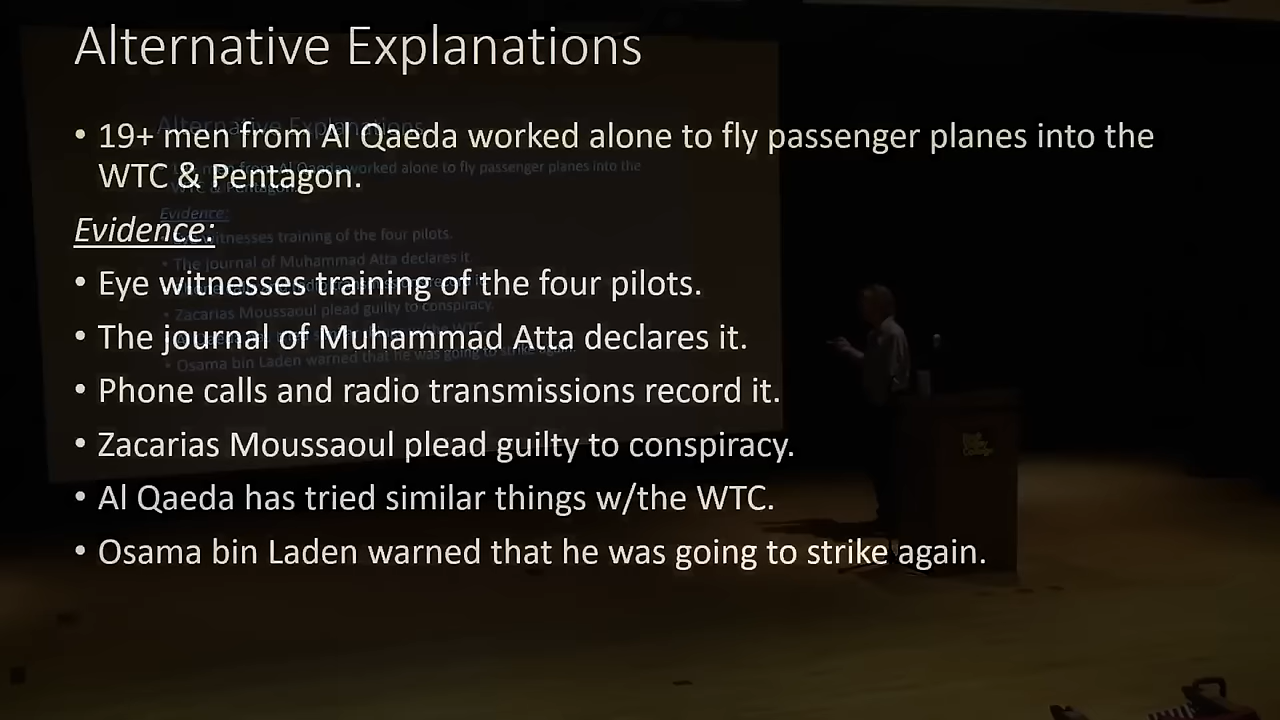 Alternative Explanations
• 19+ men from Al Qaeda worked alone to fly passenger planes into the
WTC & Pentagon.
Evidence:
• Eye witnesses training of the four pilots.
• The journal of Muhammad Atta declares it.
• Phone calls and radio transmissions record it.
• Zacarias Moussaoul plead guilty to conspiracy.
• Al Qaeda has tried similar things w/the WTC.
• Osama bin Laden warned that he was going to strike again.